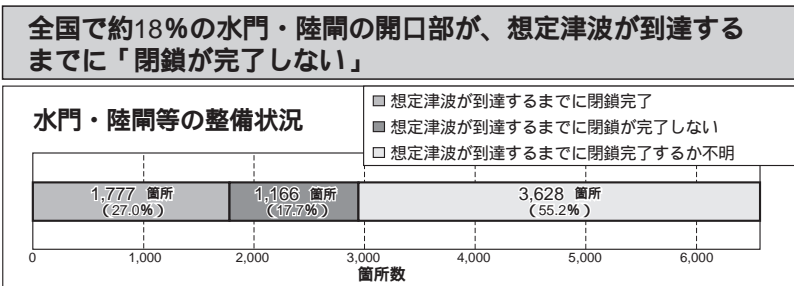 全国で約18%の水門・陸閘の開口部が、想定津波が到達する
までに「閉鎖が完了しない」
水門・陸閘等の整備状況
想定津波が到達するまでに閉鎖完了
想定津波が到達するまでに閉鎖が完了しない
想定津波が到達するまでに閉鎖完了するか不明
1,777 箇所
(27.0%)
1,166 箇所
(17.7%)
3,628 箇所
(55.2%)
0 1,000 2,000 3,000 4,000 5,000 6,000
箇所数